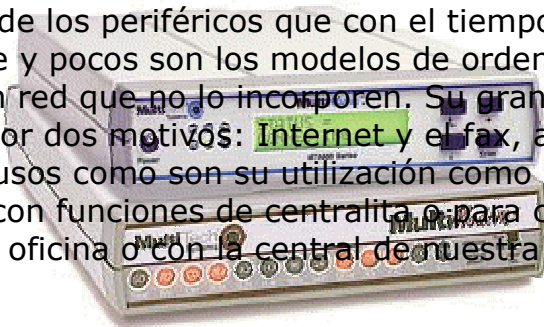 de los periféricos que con el tiempo
e y pocos son los modelos de orden
n red que no lo incorporen. Su gran
or dos motivos: Internet y el fax, a
usos como son su utilización como
con funciones de centralita o para c
oficina o con la central de nuestra
STATUS =
Multi